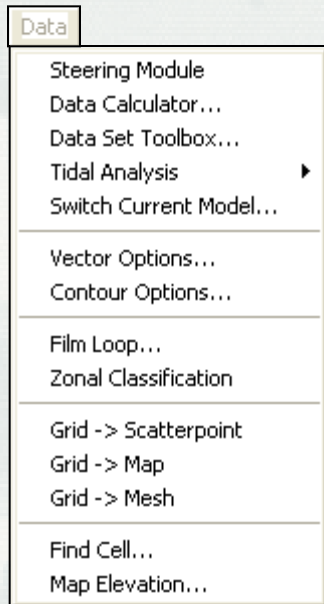 Data
Steering Module
Data Calculator...
Data Set Toolbox...
Tidal Analysis
Switch Current Model...
Vector Options...
Contour Options...
Film Loop...
Zonal Classification
Grid -> Scatterpoint
Grid -> Map
Grid -> Mesh
Find Cell...
Map Elevation...